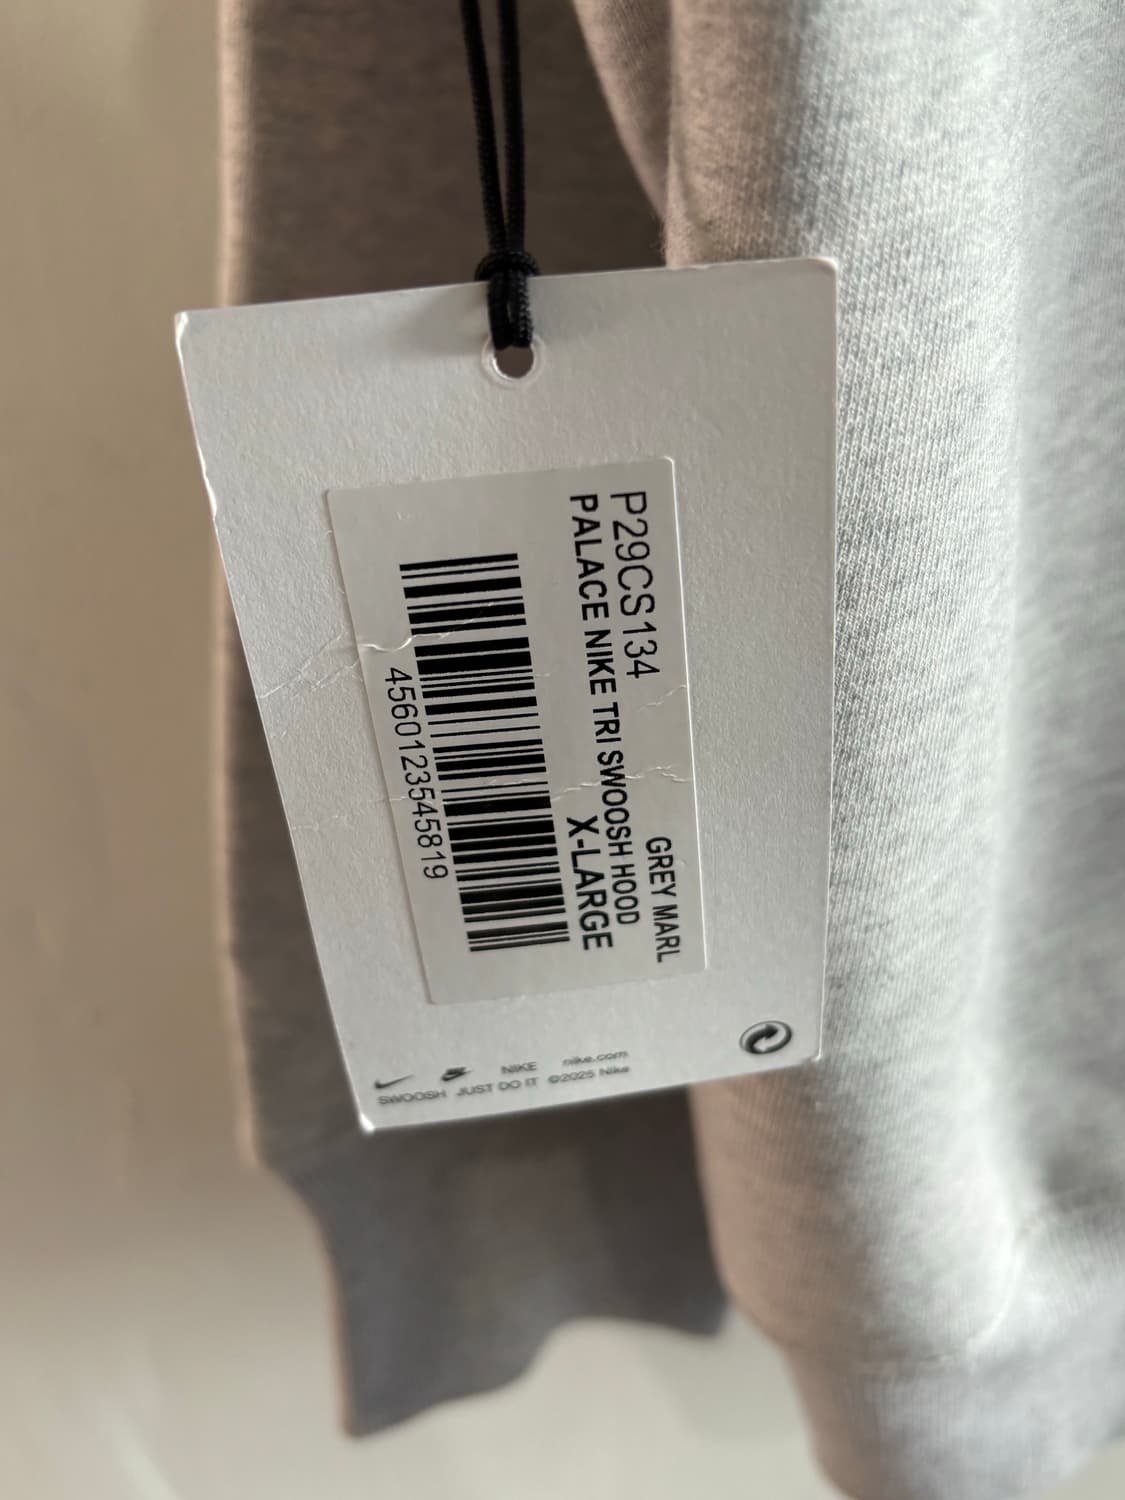 P29CS134
GREY MARL
PALACE NIKE TRI SWOOSH HOOD
X-LARGE
4560123545819
NIKE nike.com
SWOOSH JUST DO IT ©2025 Nike